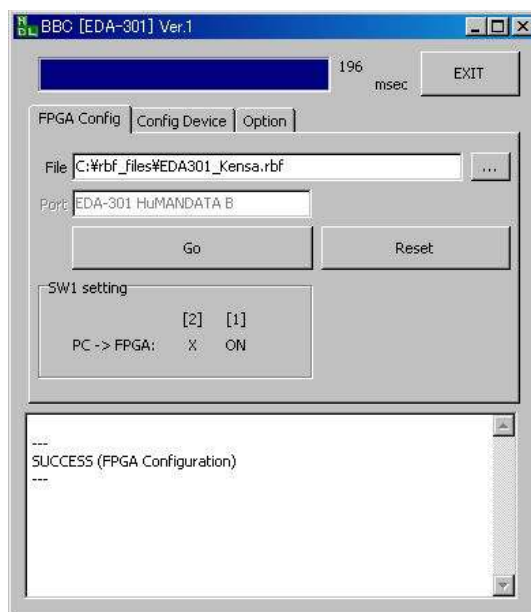 BBC [EDA-301] Ver.1
196
msec
EXIT
FPGA Config
Config Device
Option
File
C:¥rbf_files¥EDA301_Kensa.rbf
...
Port
EDA-301 HuMANDATA B
Go
Reset
SW1 setting
[2] [1]
PC -> FPGA: X ON
---
SUCCESS (FPGA Configuration)
---